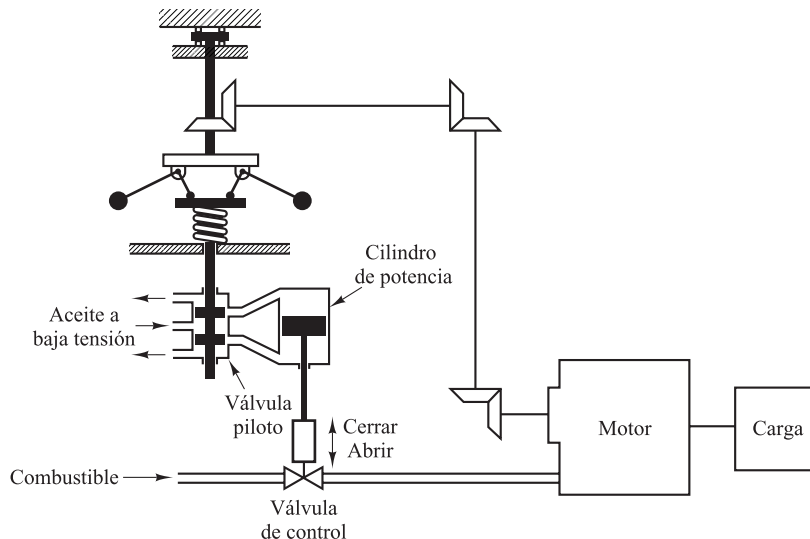 Cilindro
de potencia
Aceite a
baja tensión
Válvula
piloto
Cerrar
Abrir
Motor
Carga
Combustible
Válvula
de control